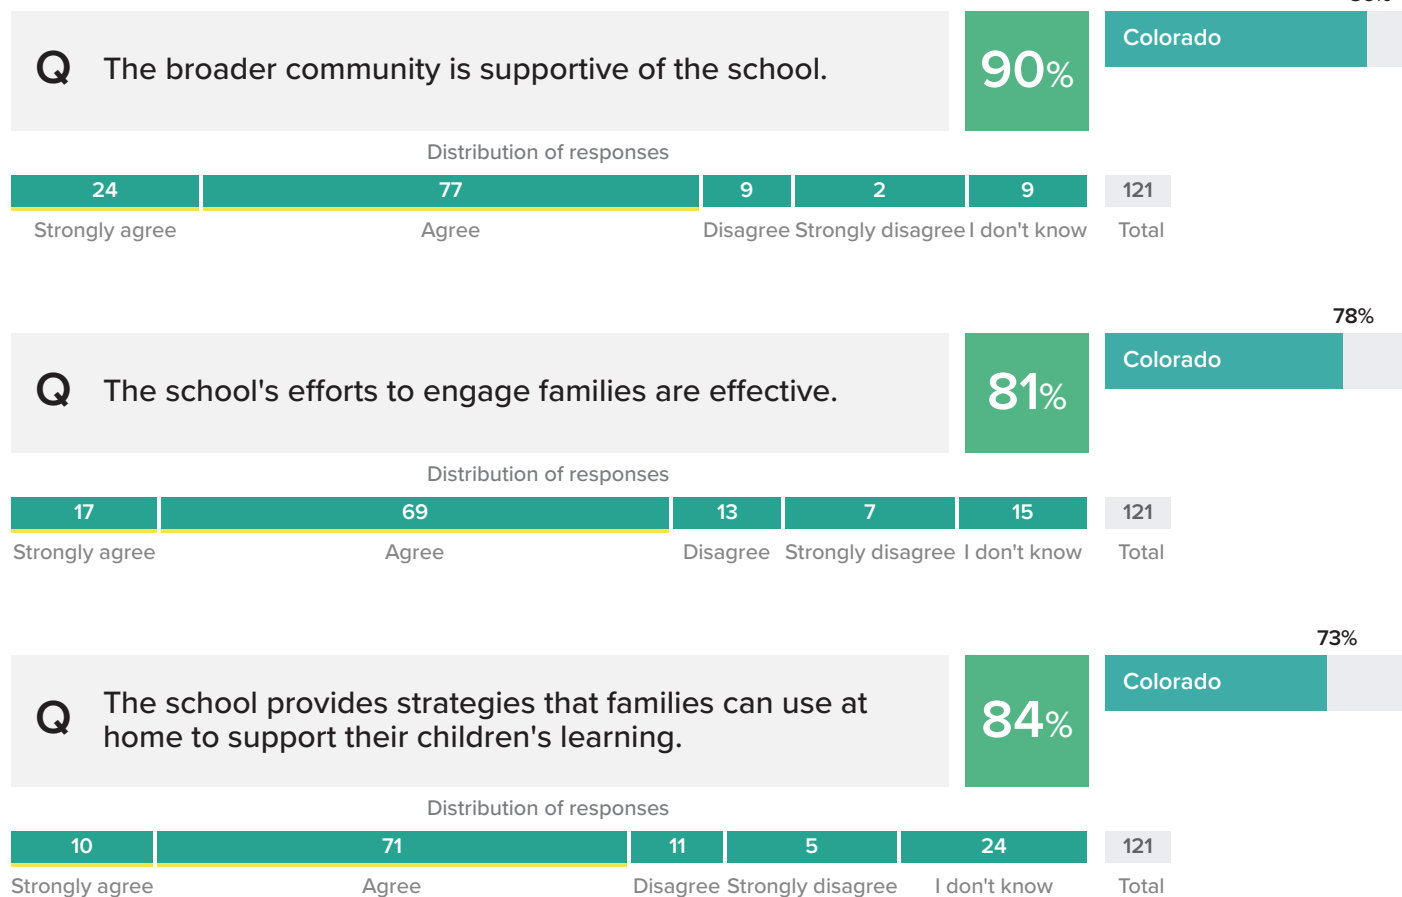 Q The broader community is supportive of the school.
90%
Colorado
Distribution of responses
24 77 9 2 9 121
Strongly agree Agree Disagree Strongly disagree I don't know Total
78%
Q The school's efforts to engage families are effective.
81%
Colorado
Distribution of responses
17 69 13 7 15 121
Strongly agree Agree Disagree Strongly disagree I don't know Total
73%
Q The school provides strategies that families can use at
home to support their children's learning.
84%
Colorado
Distribution of responses
10 71 11 5 24 121
Strongly agree Agree Disagree Strongly disagree I don't know Total